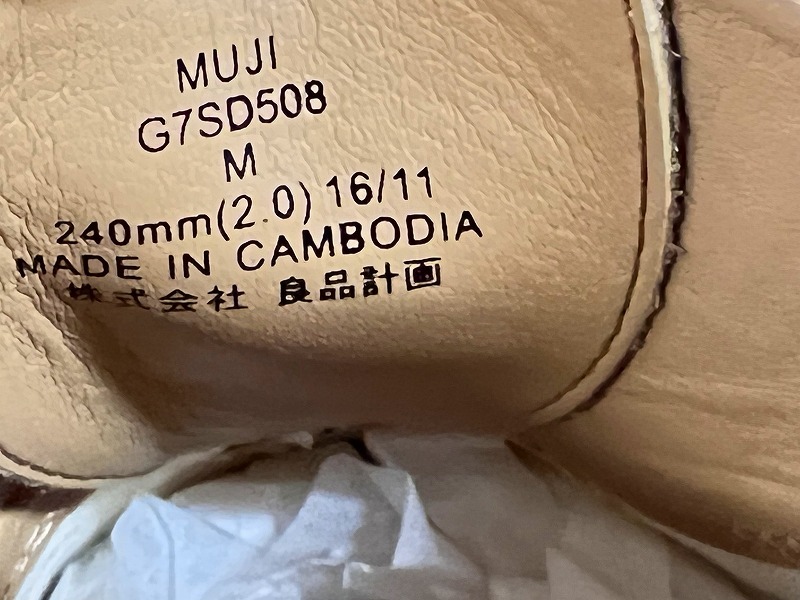 MUJI
G7SD508
M
240mm(2.0) 16/11
MADE IN CAMBODIA
株式会社 良品計画